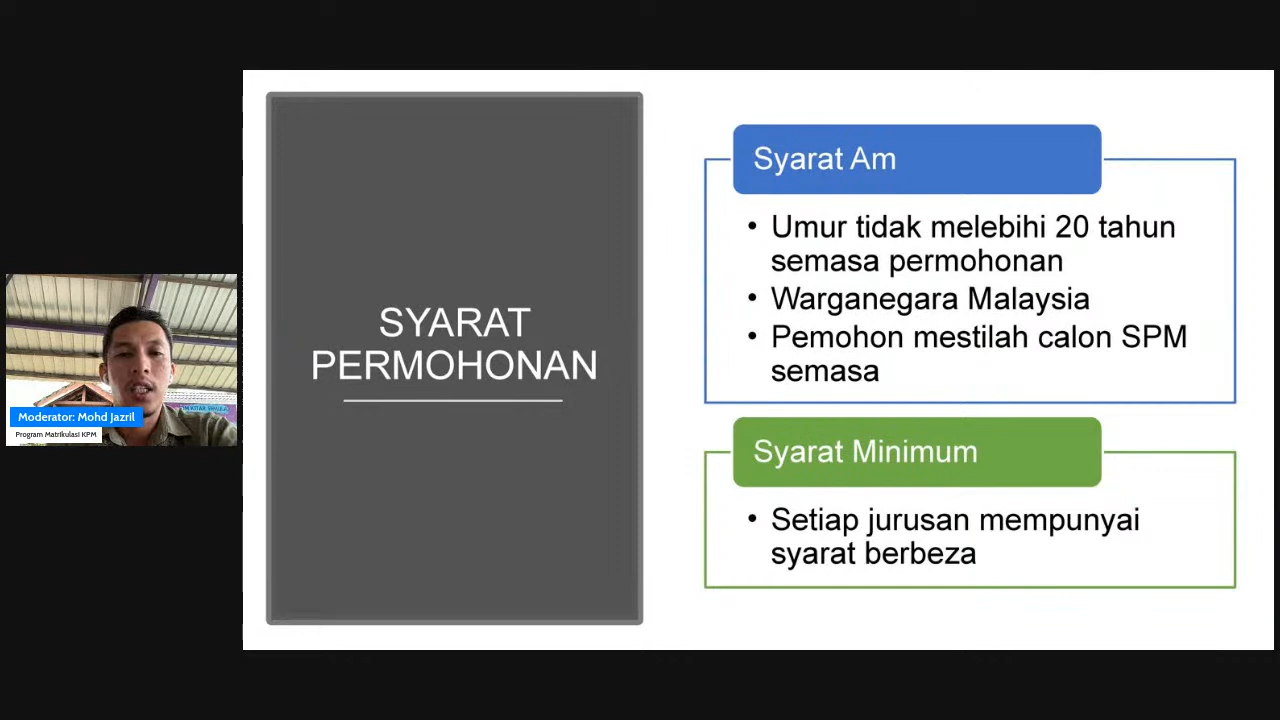 SYARAT
PERMOHONAN
Syarat Am
• Umur tidak melebihi 20 tahun
semasa permohonan
• Warganegara Malaysia
• Pemohon mestilah calon SPM
semasa
Syarat Minimum
• Setiap jurusan mempunyai
syarat berbeza
Moderator: Mohd Jazril
Program Matrikulasi KPM